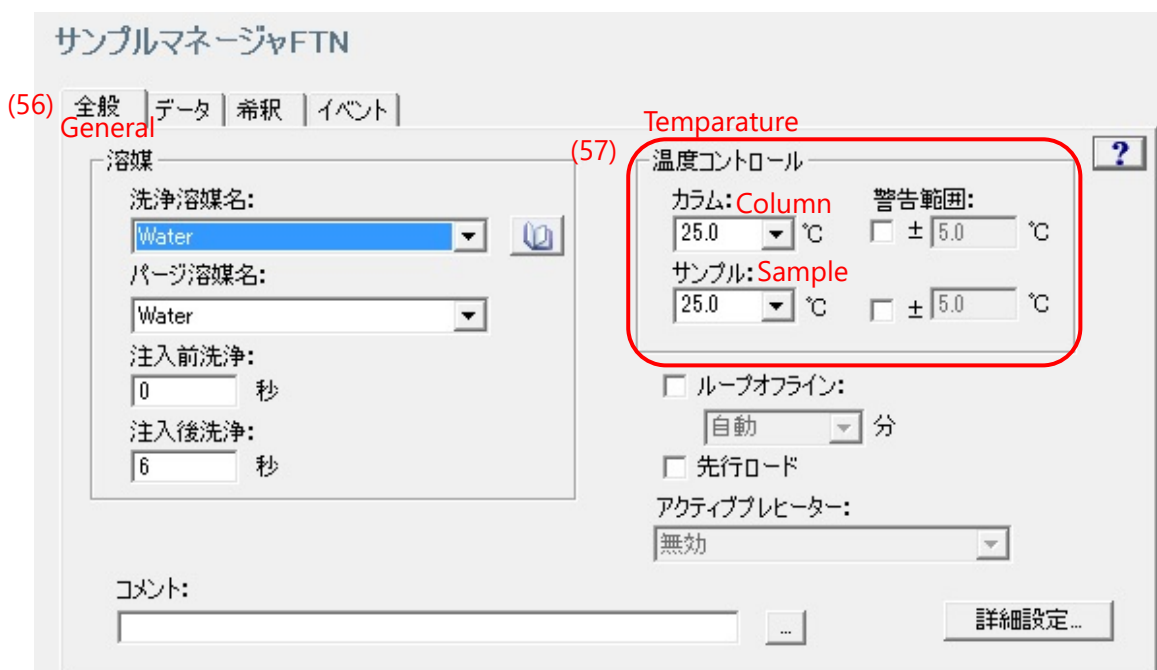 サンプルマネージャFTN
(56) 全般 データ 希釈 イベント
General
溶媒
洗浄溶媒名:
Water
パージ溶媒名:
Water
注入前洗浄:
0 秒
注入後洗浄:
6 秒
Temparature
(57) 温度コントロール
?
カラム: Column 警告範囲:
25.0 ℃ ± 5.0 ℃
サンプル: Sample
25.0 ℃ ± 5.0 ℃
ループオフライン:
自動 分
先行ロード
アクティブプレヒーター:
無効
コメント:
...
詳細設定...